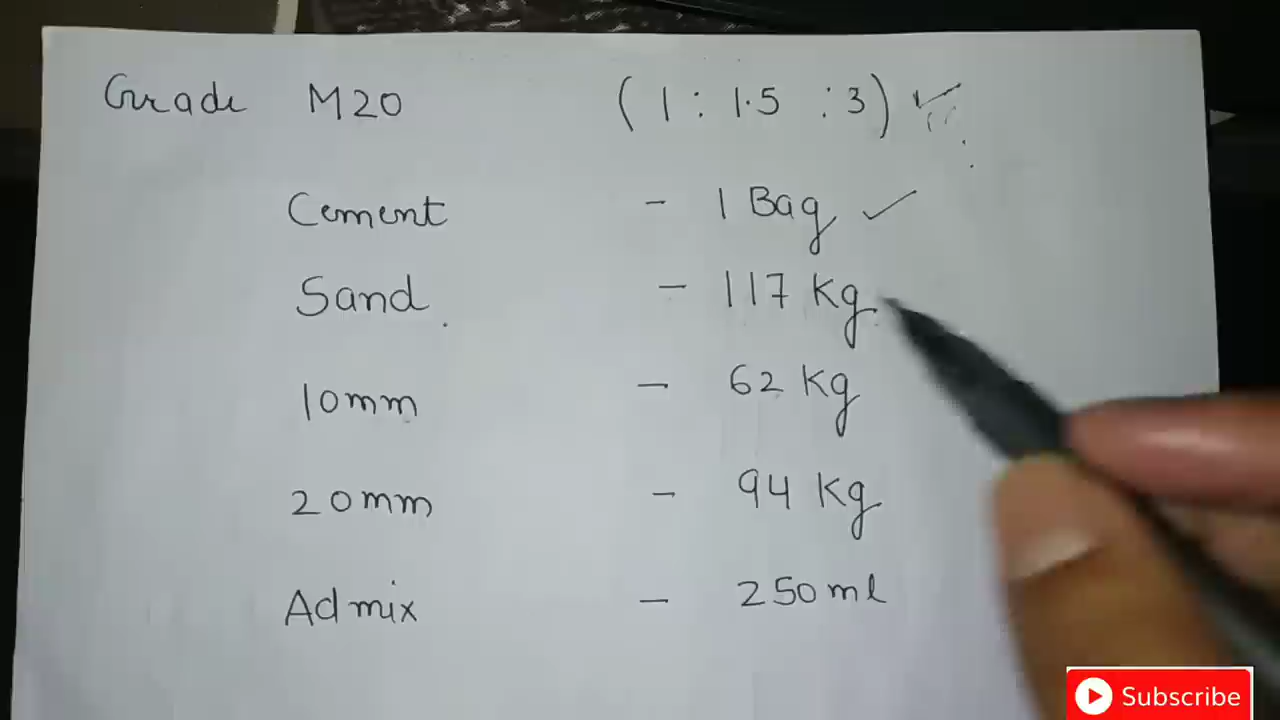 Grade M20 (1 : 1.5 : 3)
Cement - 1 Bag
Sand - 117 Kg
10mm - 62 Kg
20mm - 94 Kg
Admix - 250 ml
Subscribe